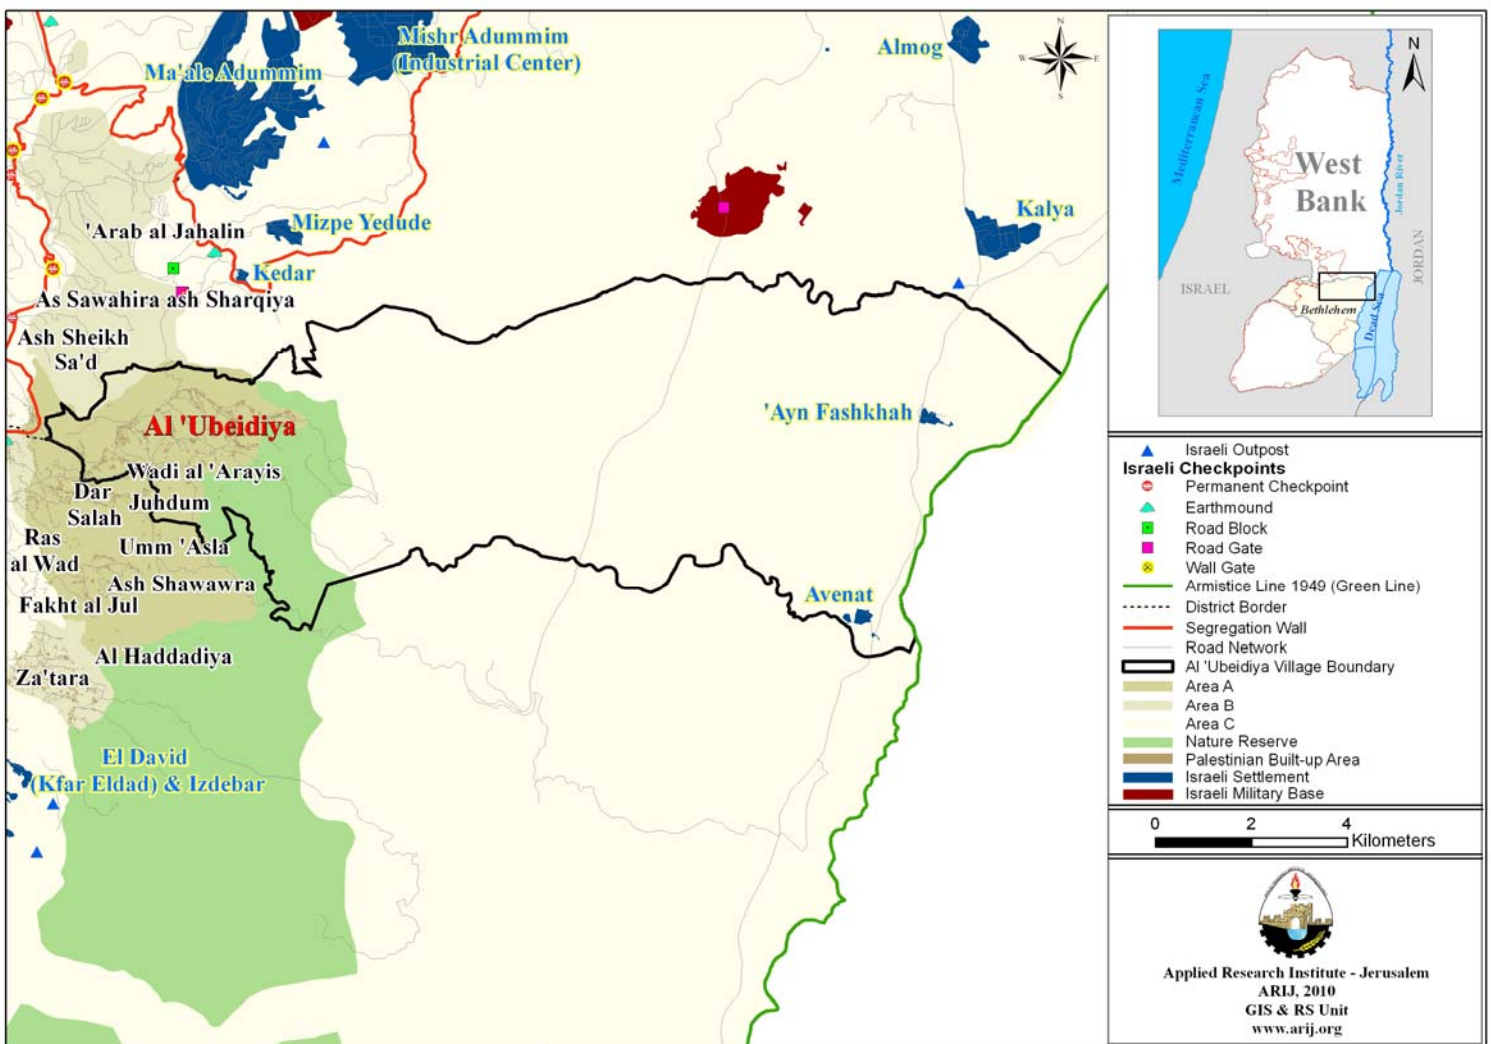 Mishr Adummim
(Industrial Center)
Ma'ale Adummim
Almog
N
W
E
S
Kalya
'Arab al Jahalin
Mizpe Yedude
Kedar
As Sawahira ash Sharqiya
Ash Sheikh
Sa'd
'Ayn Fashkhah
Al 'Ubeidiya
Wadi al 'Arayis
Dar
Salah
Juhdum
Ras
al Wad
Umm 'Asla
Ash Shawawra
Fakht al Jul
Avenat
Al Haddadiya
Za'tara
El David
(Kfar Eldad) & Izdebar
N
Mediterranean Sea
West
Bank
Jordan River
JORDAN
ISRAEL
Bethlehem
Dead Sea
Israeli Outpost
Israeli Checkpoints
Permanent Checkpoint
Earthmound
Road Block
Road Gate
Wall Gate
Armistice Line 1949 (Green Line)
District Border
Segregation Wall
Road Network
Al 'Ubeidiya Village Boundary
Area A
Area B
Area C
Nature Reserve
Palestinian Built-up Area
Israeli Settlement
Israeli Military Base
0 2 4
Kilometers
Applied Research Institute - Jerusalem
ARIJ, 2010
GIS & RS Unit
www.arij.org